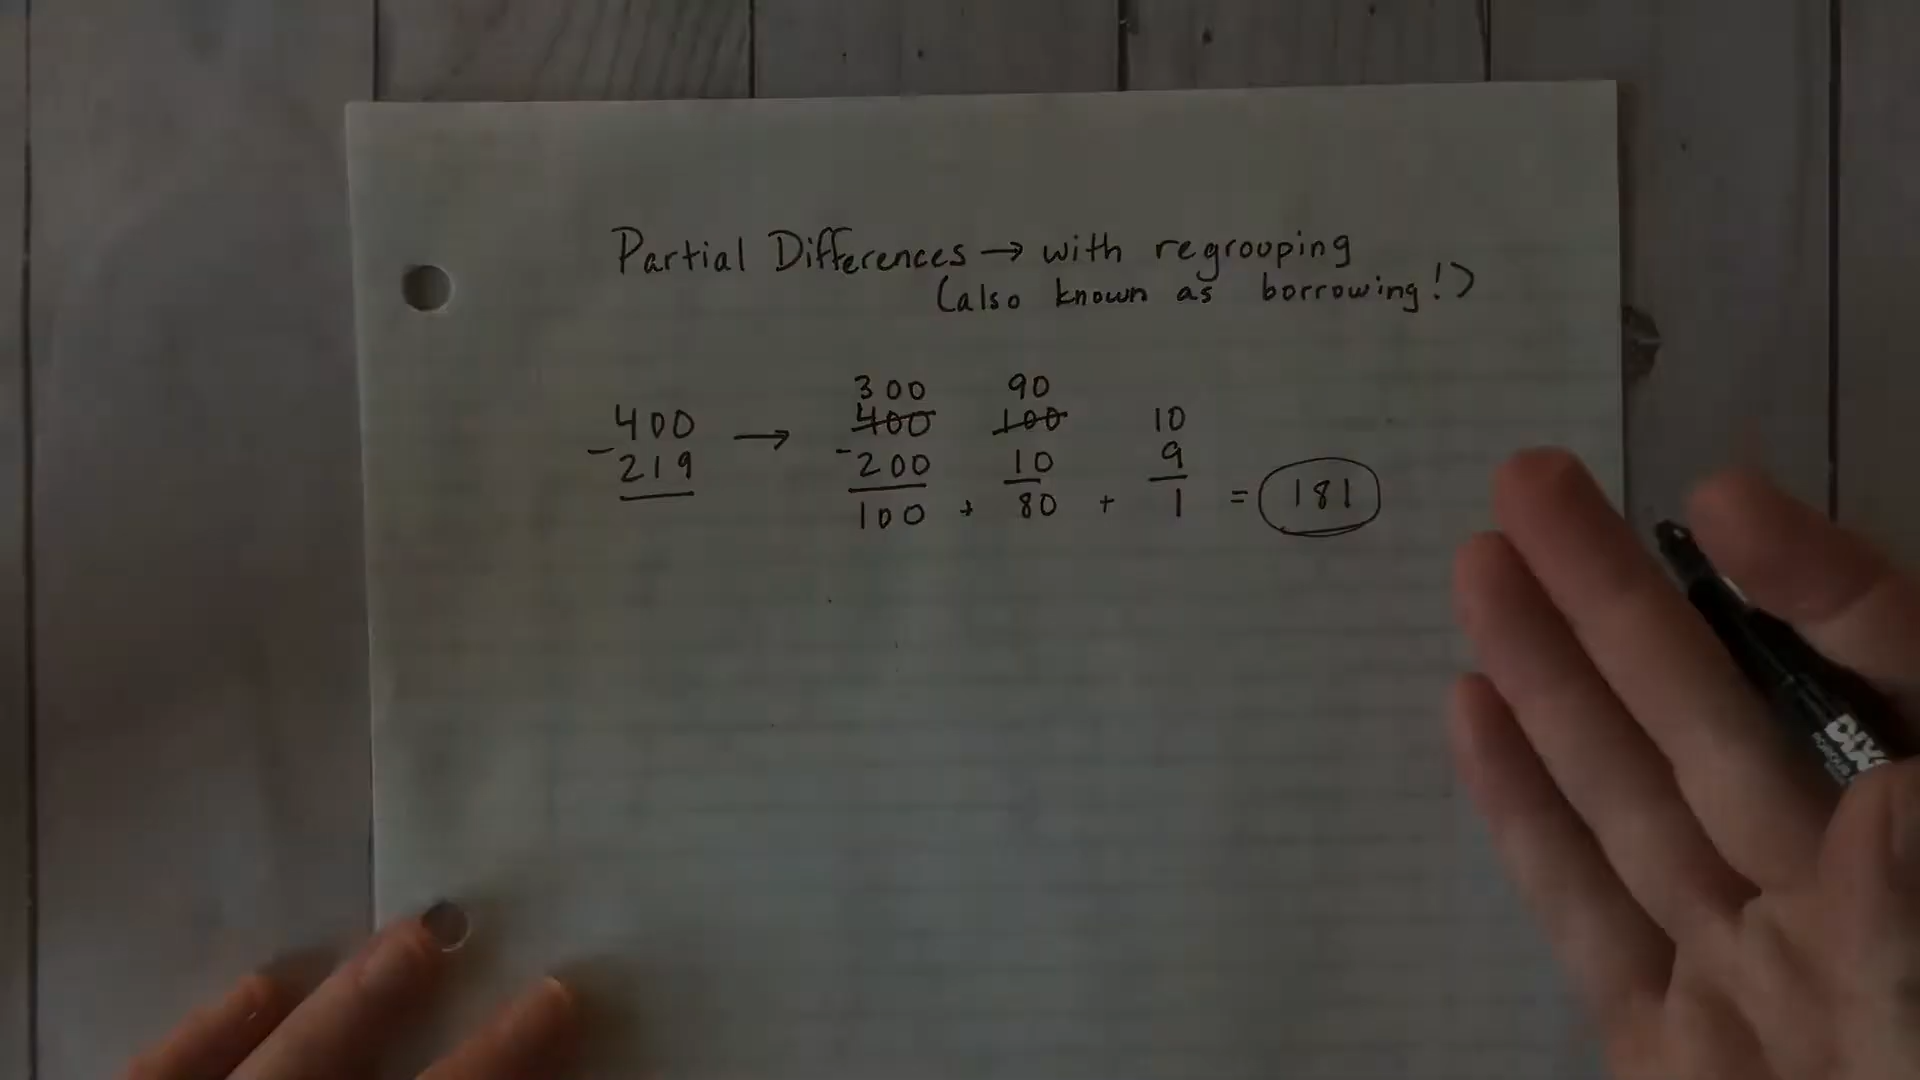 Partial Differences → with regrouping
(also known as borrowing!)
300 90
400 → 400 100 10
- 219 - 200 10 9
100 + 80 + 1 = 181